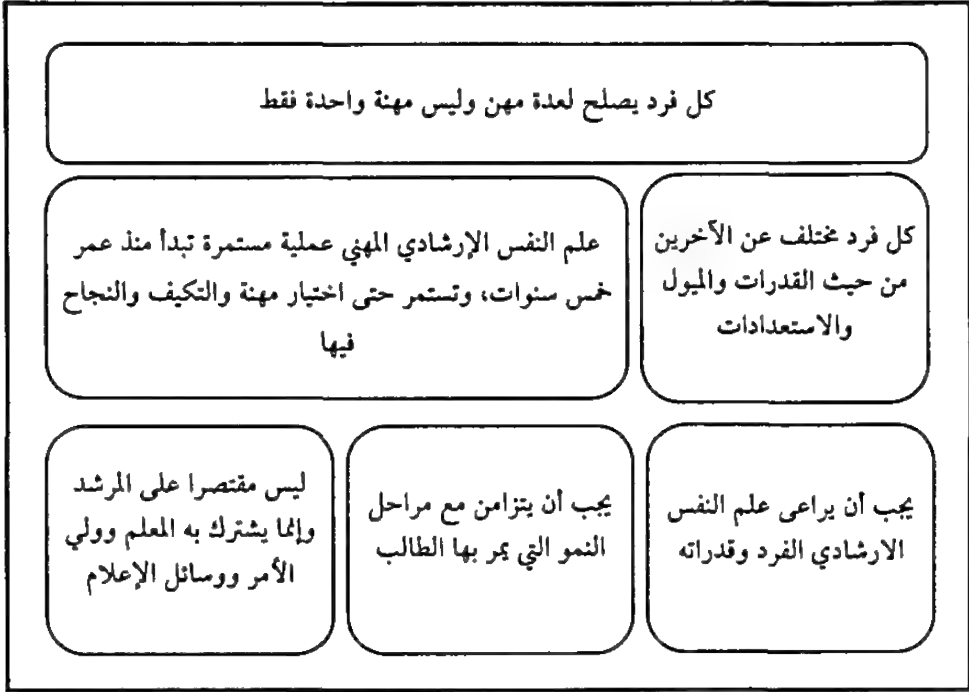 كل فرد يصلح لعدة مهن وليس مهنة واحدة فقط
كل فرد مختلف عن الآخرين
من حيث القدرات والميول
والاستعدادات
علم النفس الإرشادي المهني عملية مستمرة تبدأ منذ عمر
خمس سنوات، وتستمر حتى اختيار مهنة والتكيف والنجاح
فيها
يجب أن يراعى علم النفس
الارشادي الفرد وقدراته
يجب أن يتزامن مع مراحل
النمو التي يمر بها الطالب
ليس مقتصرا على المرشد
وإنما يشترك به المعلم وولي
الأمر ووسائل الإعلام